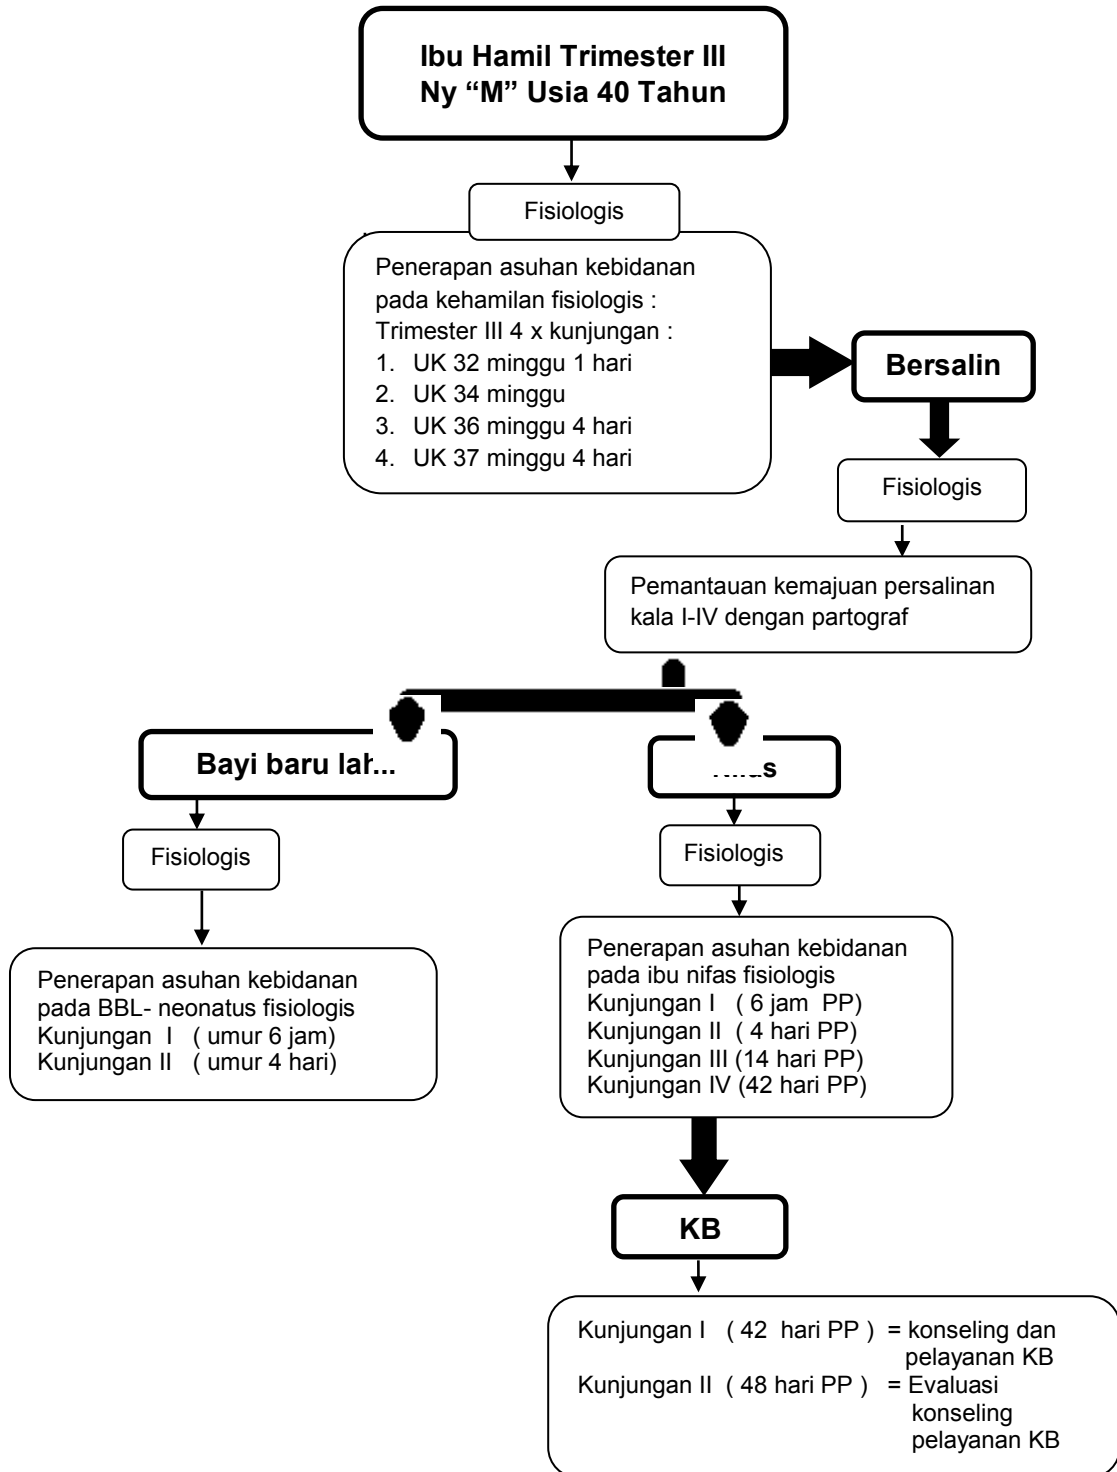 Ibu Hamil Trimester III
Ny “M” Usia 40 Tahun
Fisiologis
Penerapan asuhan kebidanan
pada kehamilan fisiologis :
Trimester III 4 x kunjungan :
1. UK 32 minggu 1 hari
2. UK 34 minggu
3. UK 36 minggu 4 hari
4. UK 37 minggu 4 hari
Bersalin
Fisiologis
Pemantauan kemajuan persalinan
kala I-IV dengan partograf
Bayi baru
Fisiologis
Penerapan asuhan kebidanan
pada BBL- neonatus fisiologis
Kunjungan I ( umur 6 jam)
Kunjungan II ( umur 4 hari)
Fisiologis
Penerapan asuhan kebidanan
pada ibu nifas fisiologis
Kunjungan I ( 6 jam PP)
Kunjungan II ( 4 hari PP)
Kunjungan III (14 hari PP)
Kunjungan IV (42 hari PP)
KB
Kunjungan I ( 42 hari PP ) = konseling dan
pelayanan KB
Kunjungan II ( 48 hari PP ) = Evaluasi
konseling
pelayanan KB